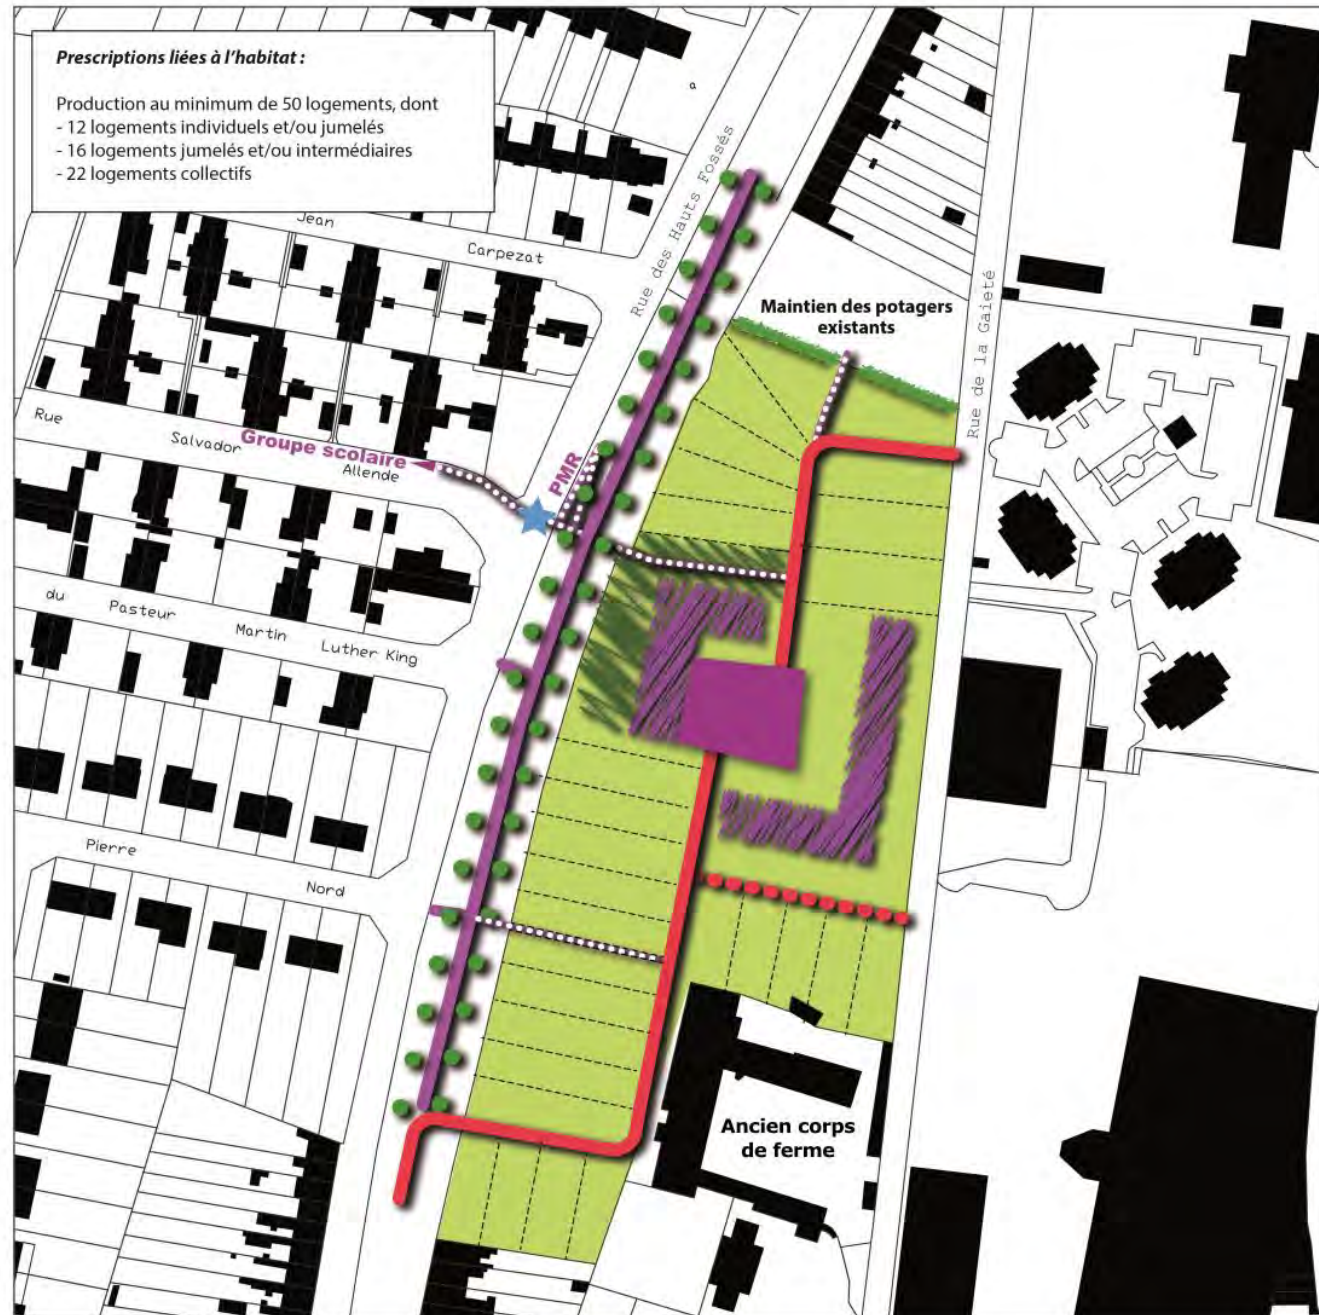 Prescriptions liées à l'habitat :
Production au minimum de 50 logements, dont
- 12 logements individuels et/ou jumelés
- 16 logements jumelés et/ou intermédiaires
- 22 logements collectifs
Jean
Carpezat
Rue des Hauts Fossés
Maintien des potagers
existants
Rue de la Gaieté
Rue
Salvador
Allende
Groupe scolaire
PMR
du
Pasteur
Martin
Luther King
Pierre
Nord
Ancien corps
de ferme